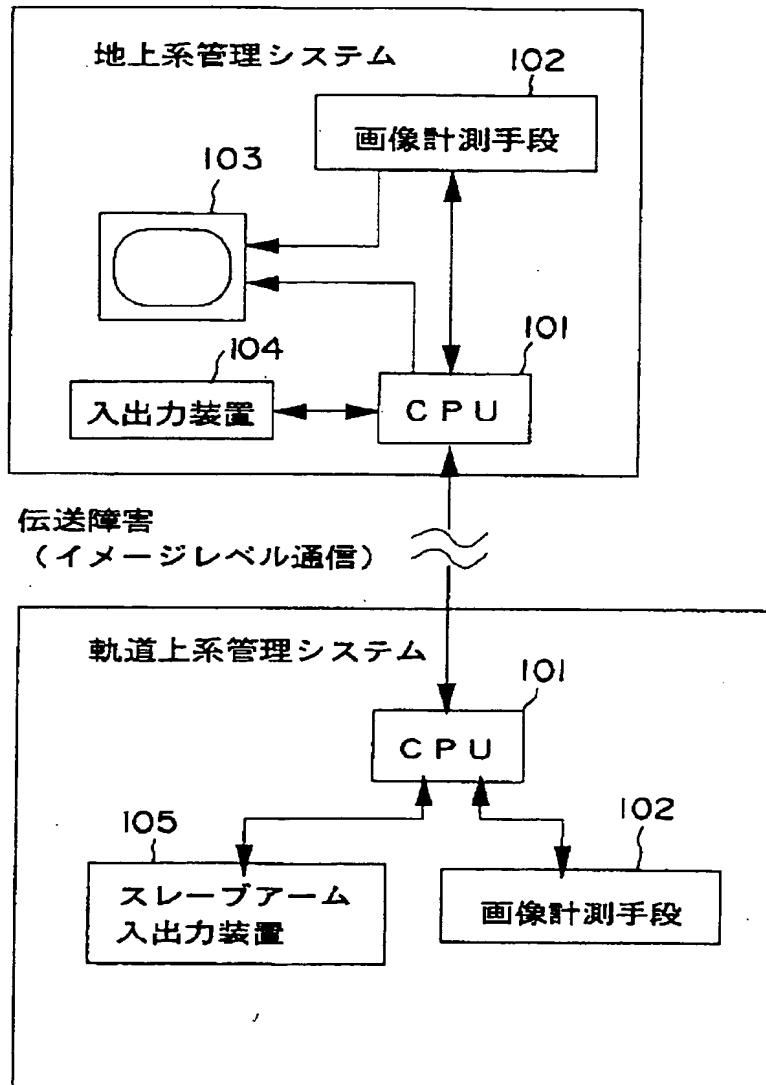 地上系管理システム
102
画像計測手段
103
101
104
入出力装置
CPU
伝送障害
(イメージレベル通信)
軌道上系管理システム
101
CPU
105
102
スレーブアーム
入出力装置
画像計測手段